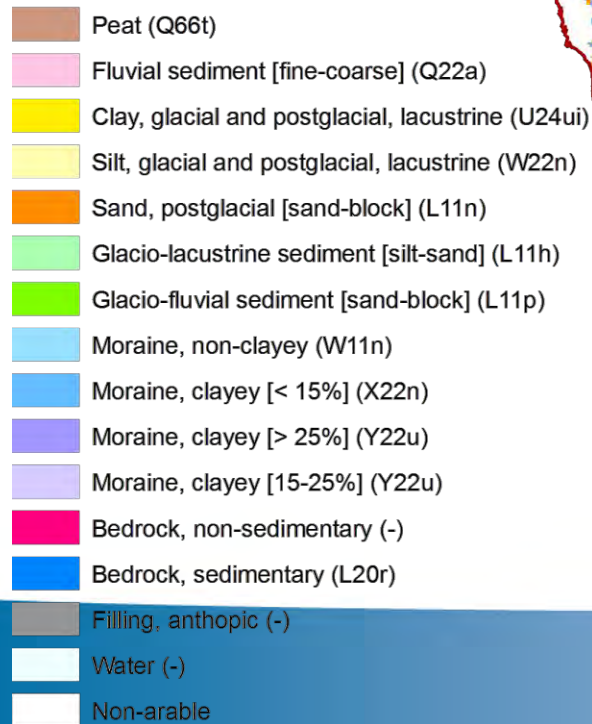 Peat (Q66t)
Fluvial sediment [fine-coarse] (Q22a)
Clay, glacial and postglacial, lacustrine (U24ui)
Silt, glacial and postglacial, lacustrine (W22n)
Sand, postglacial [sand-block] (L11n)
Glacio-lacustrine sediment [silt-sand] (L11h)
Glacio-fluvial sediment [sand-block] (L11p)
Moraine, non-clayey (W11n)
Moraine, clayey [< 15%] (X22n)
Moraine, clayey [> 25%] (Y22u)
Moraine, clayey [15-25%] (Y22u)
Bedrock, non-sedimentary (-)
Bedrock, sedimentary (L20r)
Filling, anthopic (-)
Water (-)
Non-arable